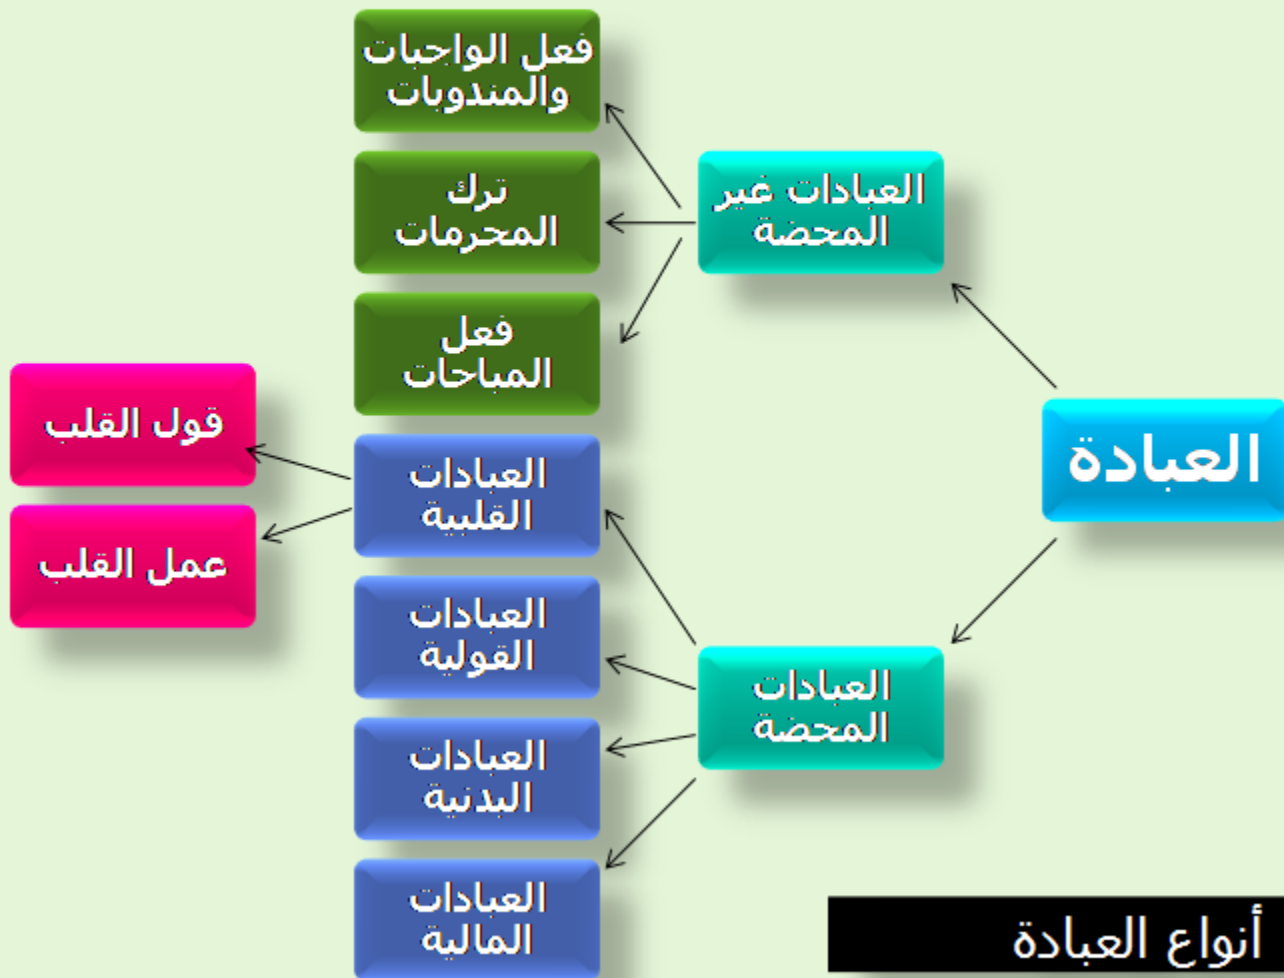 العبادة
العبادات غير
المحضة
فعل الواجبات
والمندوبات
ترك
المحرمات
فعل
المباحات
العبادات
المحضة
العبادات
القلبية
قول القلب
عمل القلب
العبادات
القولية
العبادات
البدنية
العبادات
المالية
أنواع العبادة